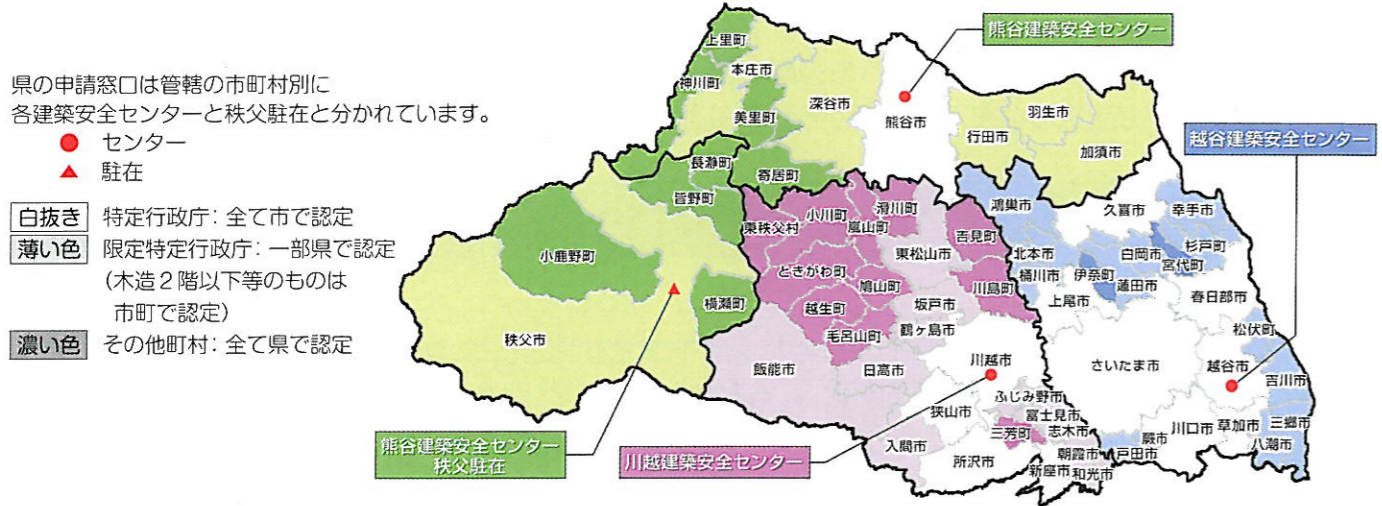 県の申請窓口は管轄の市町村別に
各建築安全センターと秩父駐在と分かれています。
センター
駐在
白抜き 特定行政庁：全て市で認定
薄い色 限定特定行政庁：一部県で認定
(木造２階以下等のものは
市町で認定)
濃い色 その他町村：全て県で認定
熊谷建築安全センター
越谷建築安全センター
熊谷建築安全センター
秩父駐在
川越建築安全センター
上里町
本庄市
神川町
深谷市
美里町
熊谷市
羽生市
行田市
加須市
長瀞町
寄居町
皆野町
小鹿野町
横瀬町
秩父市
東秩父村
小川町
滑川町
嵐山町
東松山市
吉見町
ときがわ町
鳩山町
川島町
越生町
坂戸市
毛呂山町
鶴ヶ島市
飯能市
日高市
川越市
狭山市
ふじみ野市
富士見市
三芳町
志木市
入間市
所沢市
朝霞市
新座市
和光市
鴻巣市
久喜市
幸手市
北本市
白岡市
杉戸町
宮代町
桶川市
伊奈町
蓮田市
上尾市
春日部市
松伏町
さいたま市
越谷市
吉川市
川口市
草加市
三郷市
蕨市
八潮市
戸田市